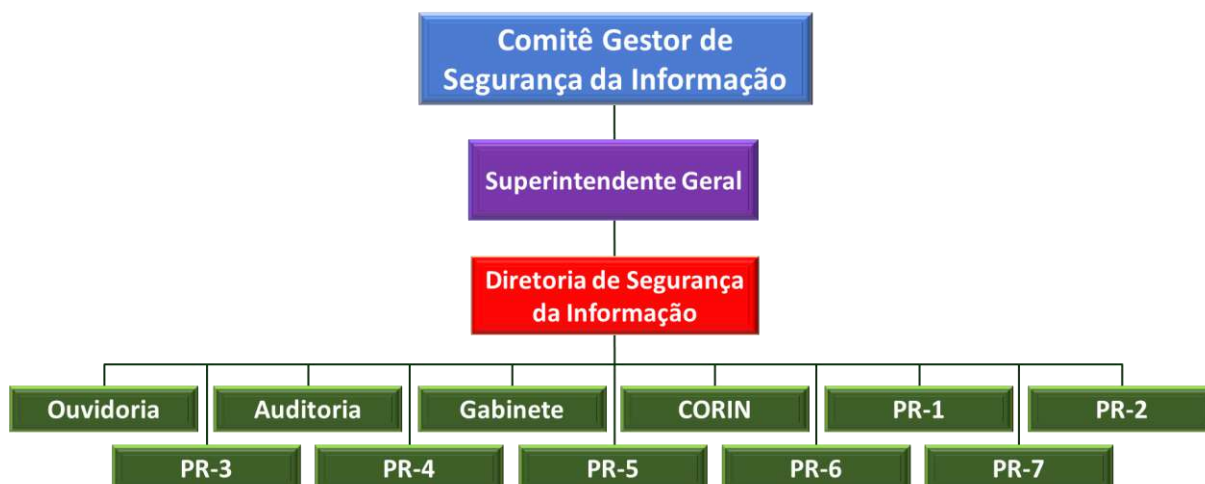 Comitê Gestor de
Segurança da Informação
Superintendente Geral
Diretoria de Segurança
da Informação
Ouvidoria
Auditoria
Gabinete
CORIN
PR-1
PR-2
PR-3
PR-4
PR-5
PR-6
PR-7